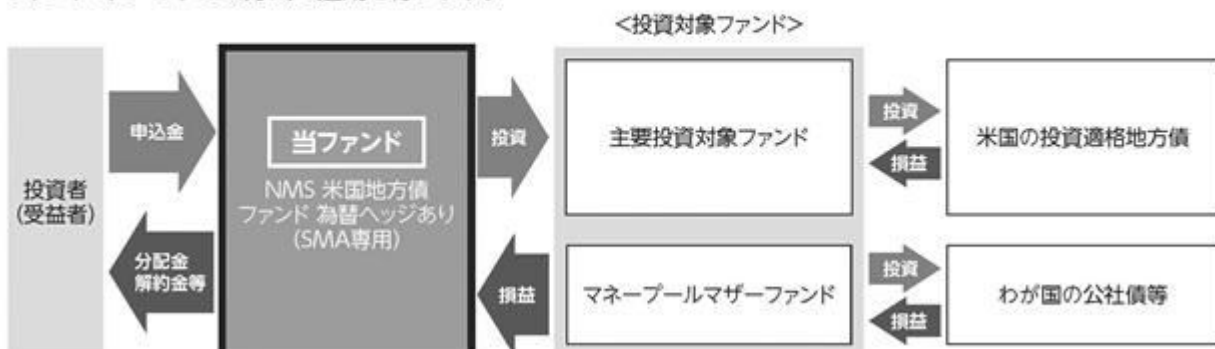 <投資対象ファンド>
投資者
(受益者)
申込金
分配金
解約金等
当ファンド
NMS 米国地方債
ファンド 為替ヘッジあり
(SMA専用)
投資
損益
主要投資対象ファンド
マネープールマザーファンド
投資
損益
米国の投資適格地方債
投資
損益
わが国の公社債等